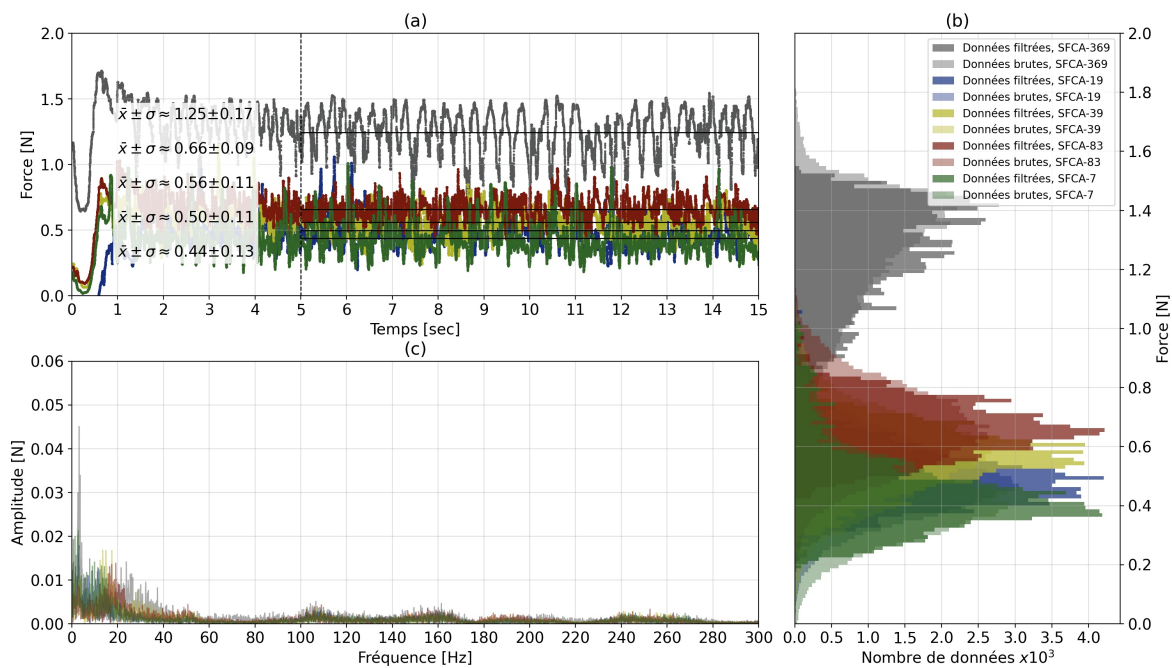 (a)
2.0
1.5
1.0
0.5
0.0
Force [N]
x̄ ± σ ≈ 1.25±0.17
x̄ ± σ ≈ 0.66±0.09
x̄ ± σ ≈ 0.56±0.11
x̄ ± σ ≈ 0.50±0.11
x̄ ± σ ≈ 0.44±0.13
0 1 2 3 4 5 6 7 8 9 10 11 12 13 14 15
Temps [sec]
(c)
0.06
0.05
0.04
0.03
0.02
0.01
0.00
Amplitude [N]
0 20 40 60 80 100 120 140 160 180 200 220 240 260 280 300
Fréquence [Hz]
(b)
Données filtrées, SFCA-369
Données brutes, SFCA-369
Données filtrées, SFCA-19
Données brutes, SFCA-19
Données filtrées, SFCA-39
Données brutes, SFCA-39
Données filtrées, SFCA-83
Données brutes, SFCA-83
Données filtrées, SFCA-7
Données brutes, SFCA-7
2.0
1.8
1.6
1.4
1.2
1.0
0.8
0.6
0.4
0.2
0.0
Force [N]
0.0 0.5 1.0 1.5 2.0 2.5 3.0 3.5 4.0
Nombre de données x10³